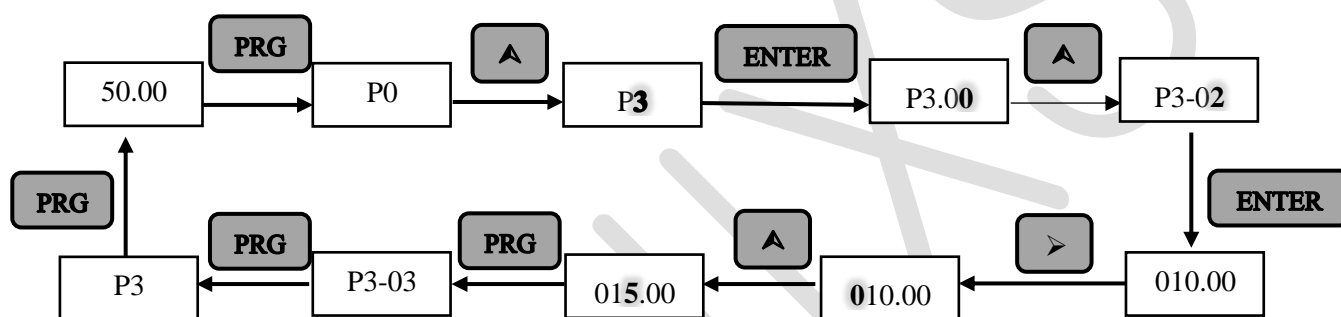 PRG
ENTER
50.00
P0
P3
P3.00
P3-02
PRG
ENTER
PRG
PRG
P3
P3-03
015.00
010.00
010.00